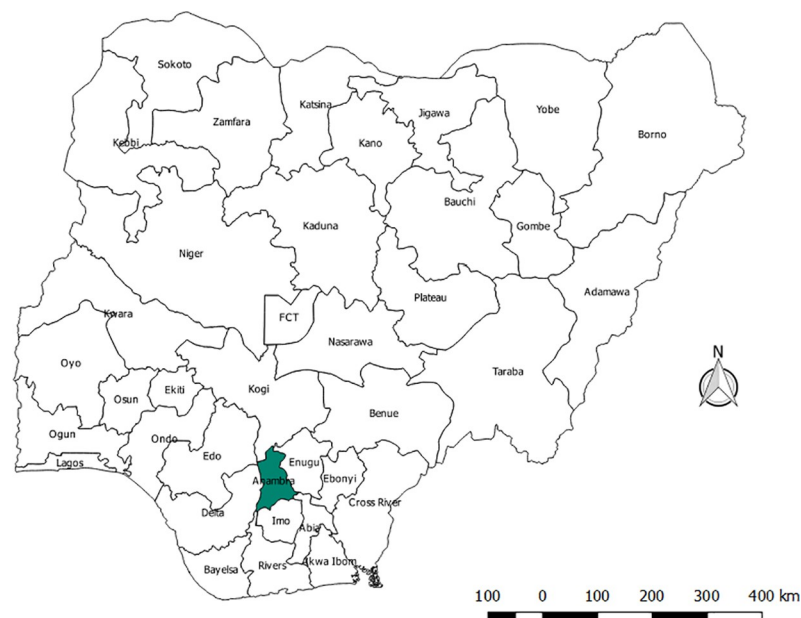 Sokoto
Katsina
Jigawa
Yobe
Zamfara
Borno
Kebbi
Kano
Bauchi
Kaduna
Gombe
Niger
Adamawa
Plateau
Kwara
FCT
Nasarawa
N
Oyo
Taraba
Kogi
Ekiti
Osun
Benue
Ogun
Ondo
Edo
Lagos
Enugu
Anambra
Ebonyi
Cross River
Delta
Imo
Abia
Bayelsa
Rivers
Akwa Ibom
100 0 100 200 300 400 km